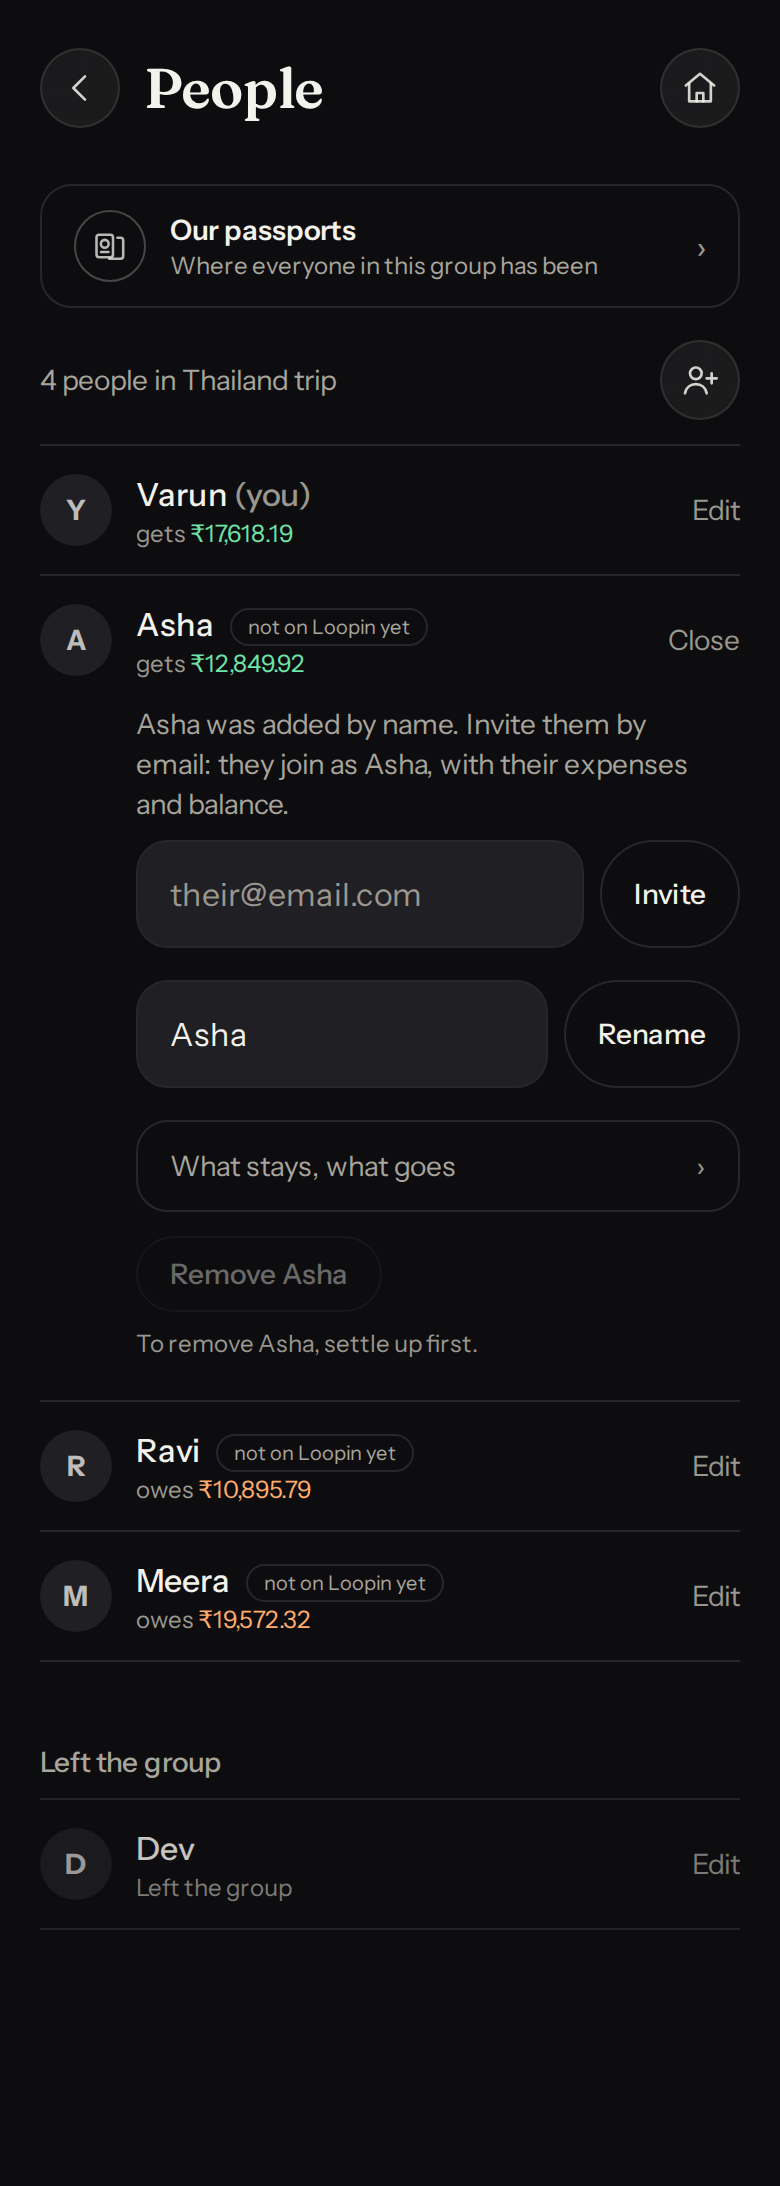 People
Our passports
Where everyone in this group has been
›
4 people in Thailand trip
Y
Varun (you)
gets ₹17,618.19
Edit
A
Asha not on Loopin yet
gets ₹12,849.92
Close
Asha was added by name. Invite them by
email: they join as Asha, with their expenses
and balance.
their@email.com
Invite
Asha
Rename
What stays, what goes ›
Remove Asha
To remove Asha, settle up first.
R
Ravi not on Loopin yet
owes ₹10,895.79
Edit
M
Meera not on Loopin yet
owes ₹19,572.32
Edit
Left the group
D
Dev
Left the group
Edit